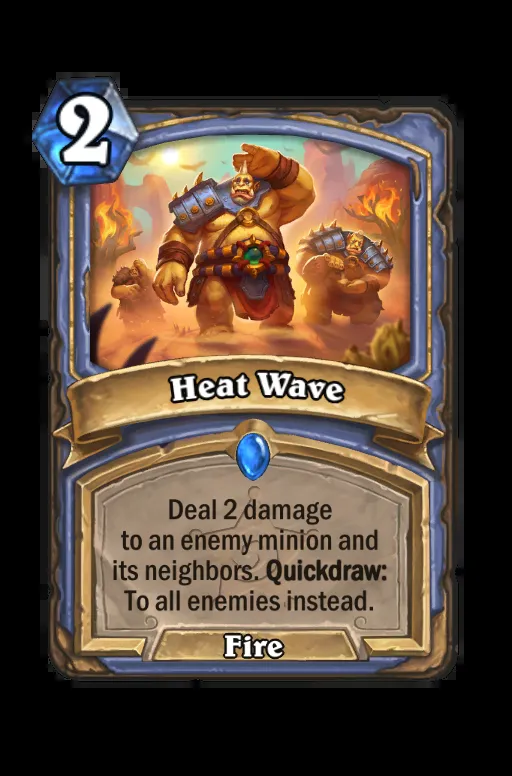 2
Heat Wave
Deal 2 damage
to an enemy minion and
its neighbors. Quickdraw:
To all enemies instead.
Fire